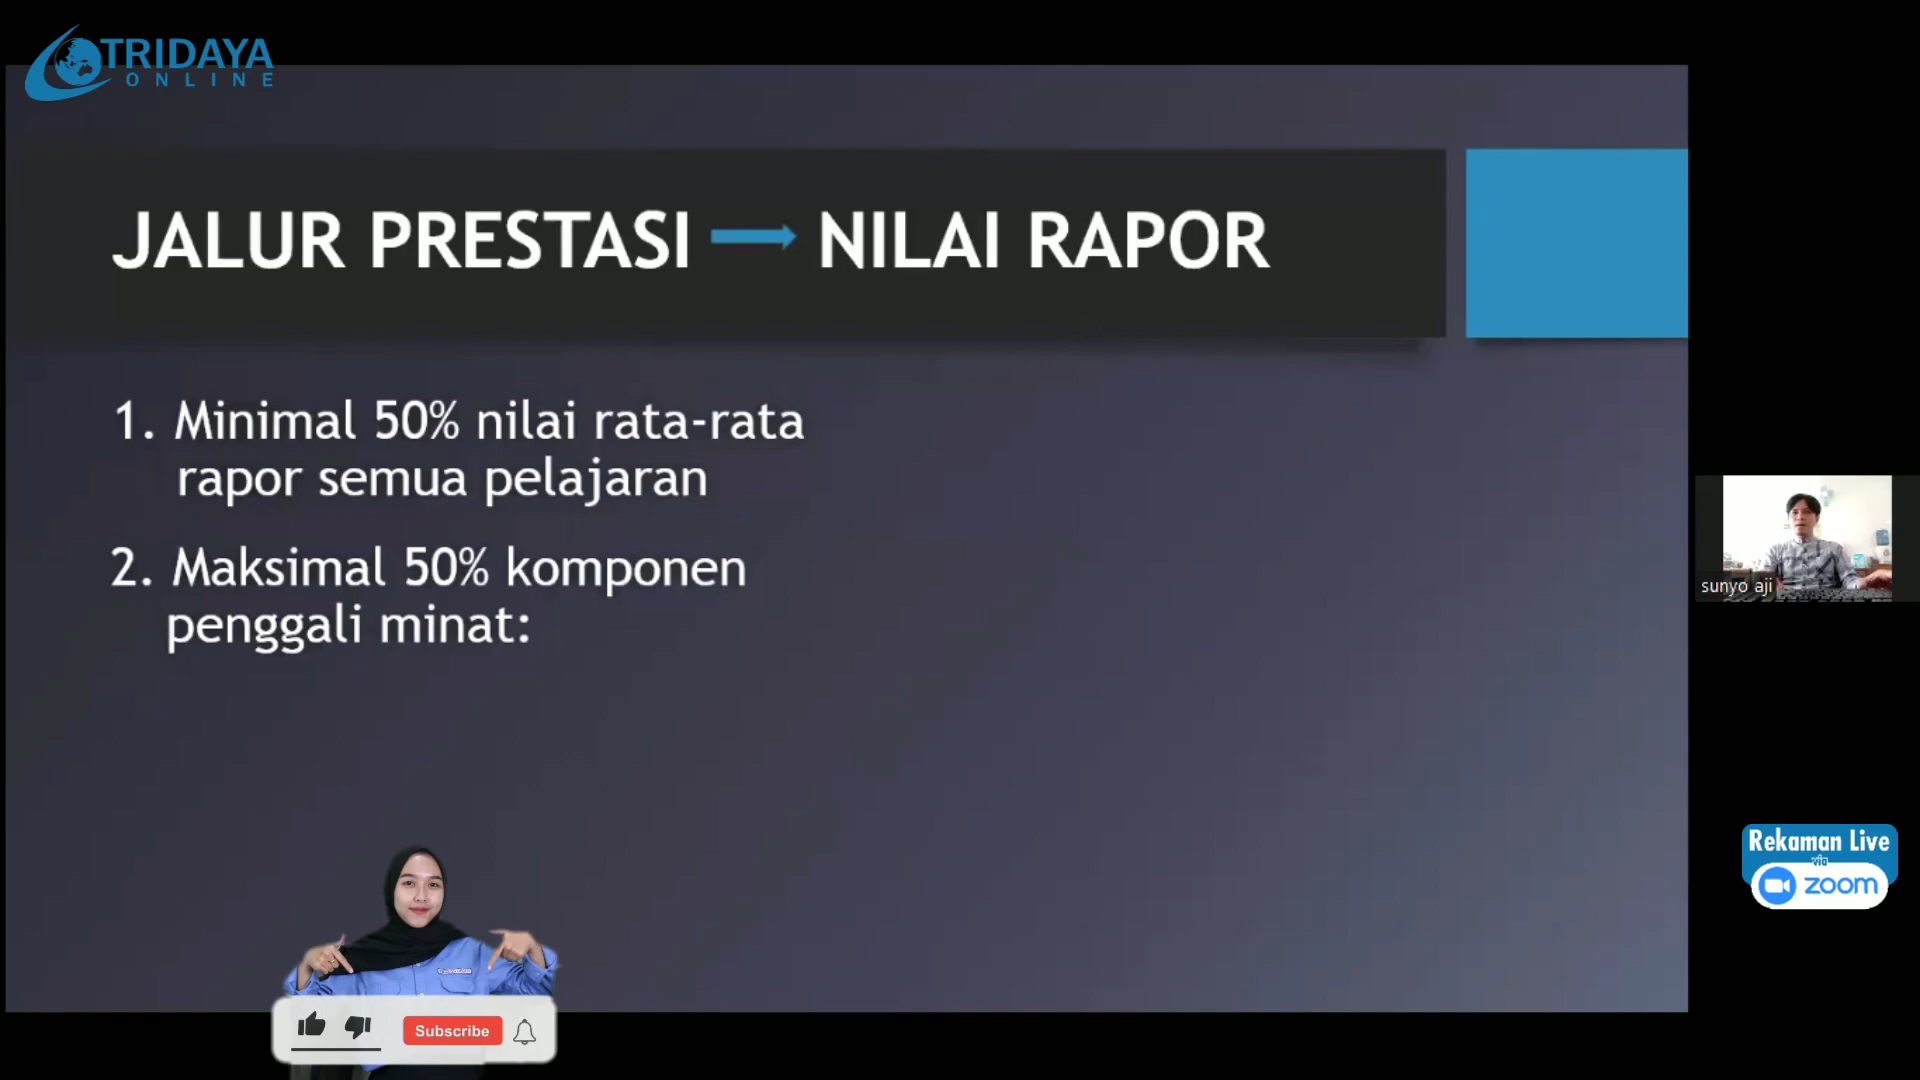 TRIDAYA
ONLINE
JALUR PRESTASI → NILAI RAPOR
1. Minimal 50% nilai rata-rata
rapor semua pelajaran
2. Maksimal 50% komponen
penggali minat:
sunyo aji
Rekaman Live
via
zoom
Subscribe